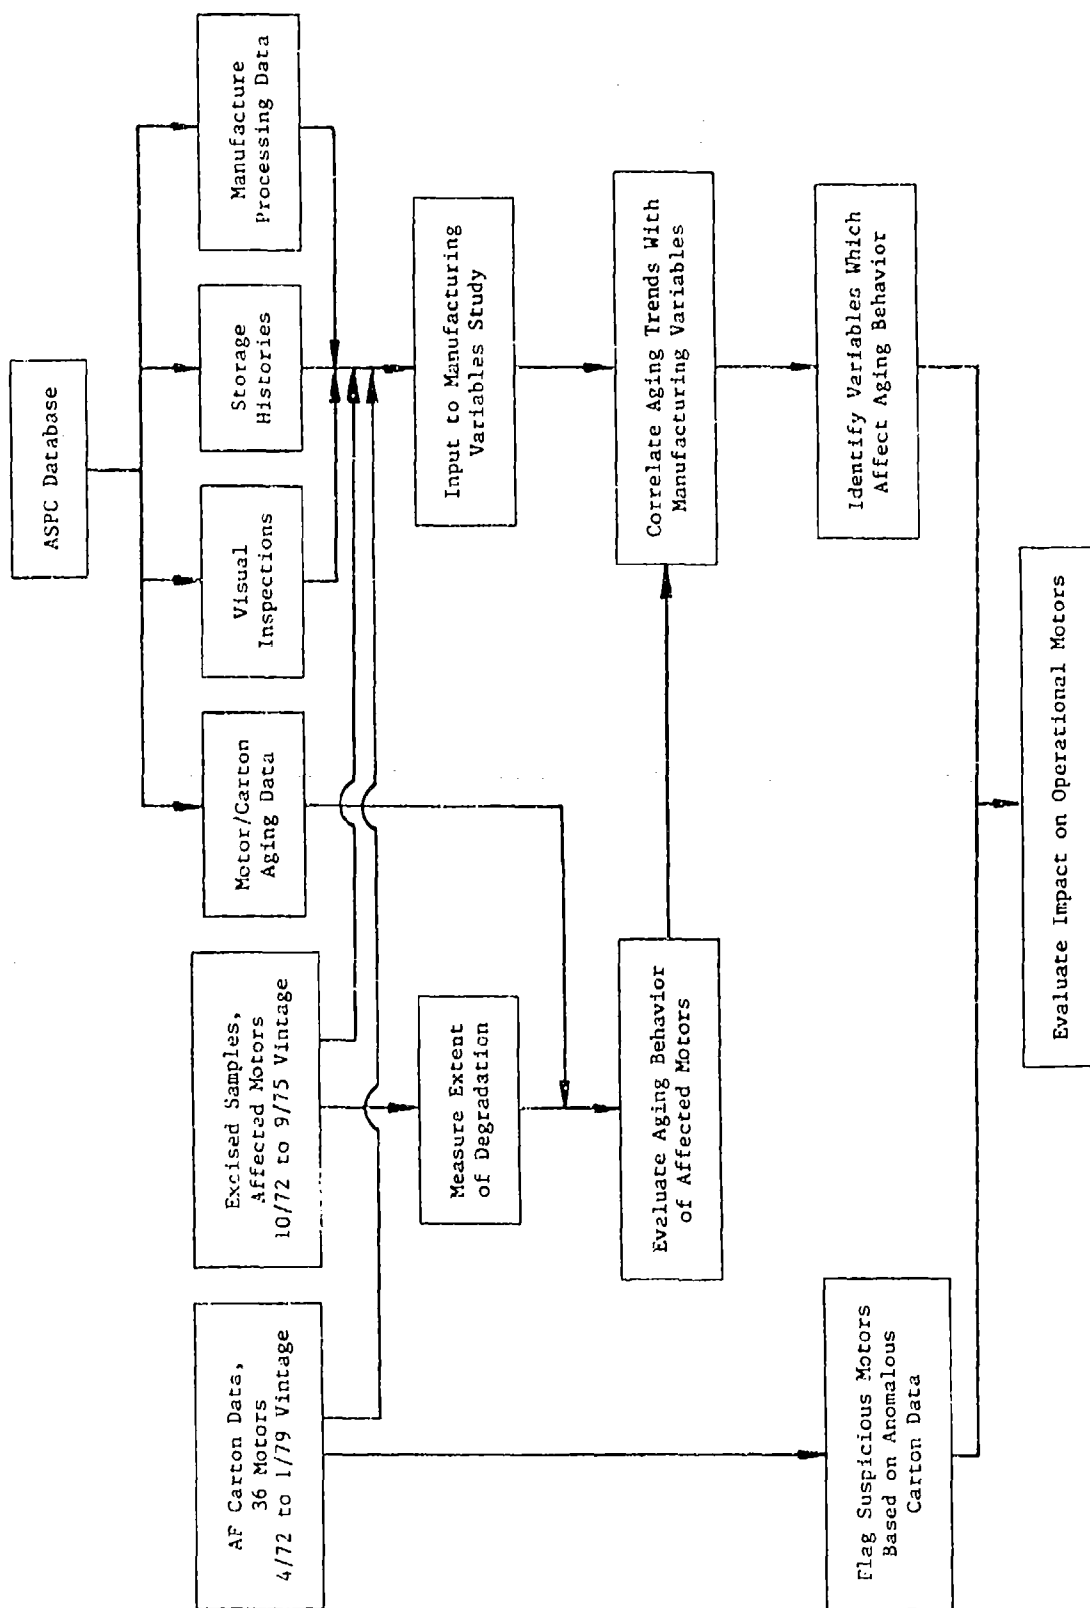 ASPC Database
AF Carton Data,
36 Motors
4/72 to 1/79 Vintage
Excised Samples,
Affected Motors
10/72 to 9/75 Vintage
Motor/Carton
Aging Data
Visual
Inspections
Storage
Histories
Manufacture
Processing Data
Measure Extent
of Degradation
Input to Manufacturing
Variables Study
Evaluate Aging Behavior
of Affected Motors
Correlate Aging Trends With
Manufacturing Variables
Flag Suspicious Motors
Based on Anomalous
Carton Data
Identify Variables Which
Affect Aging Behavior
Evaluate Impact on Operational Motors